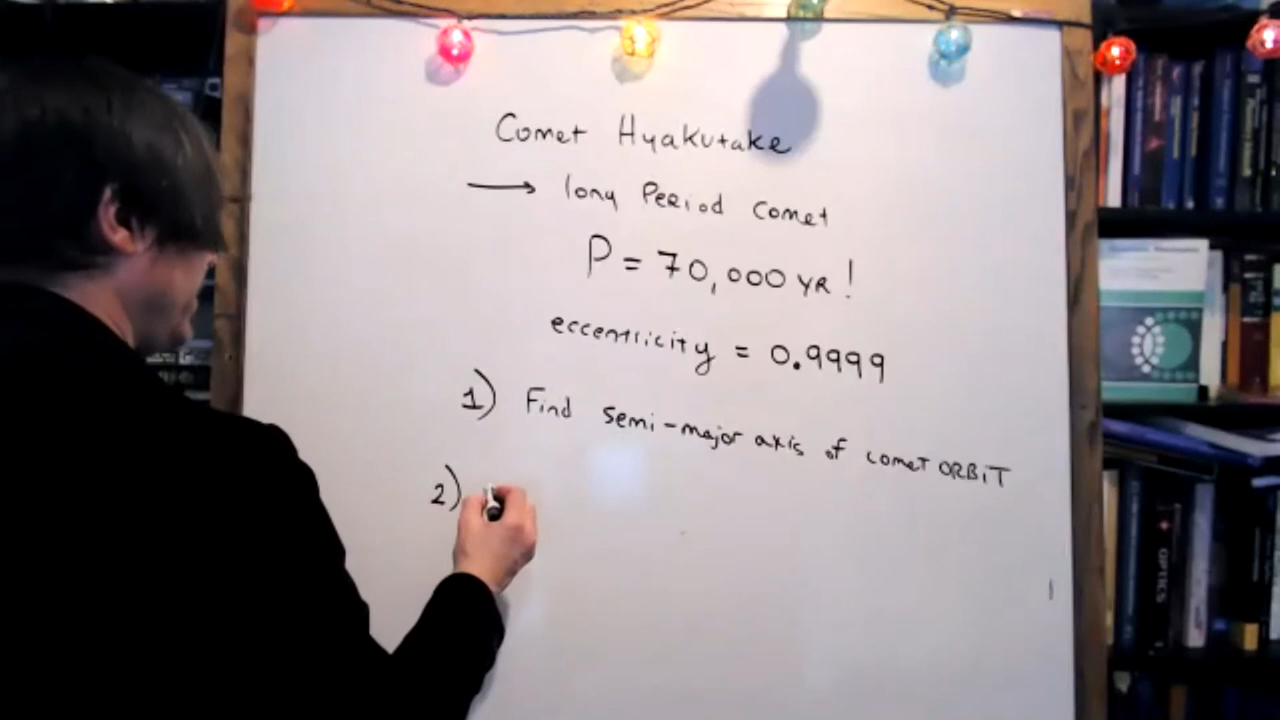 Comet Hyakutake
→ long Period Comet
P = 70,000 YR!
eccentricity = 0.9999
1) Find semi-major axis of comet ORBIT
2)
OPTICS